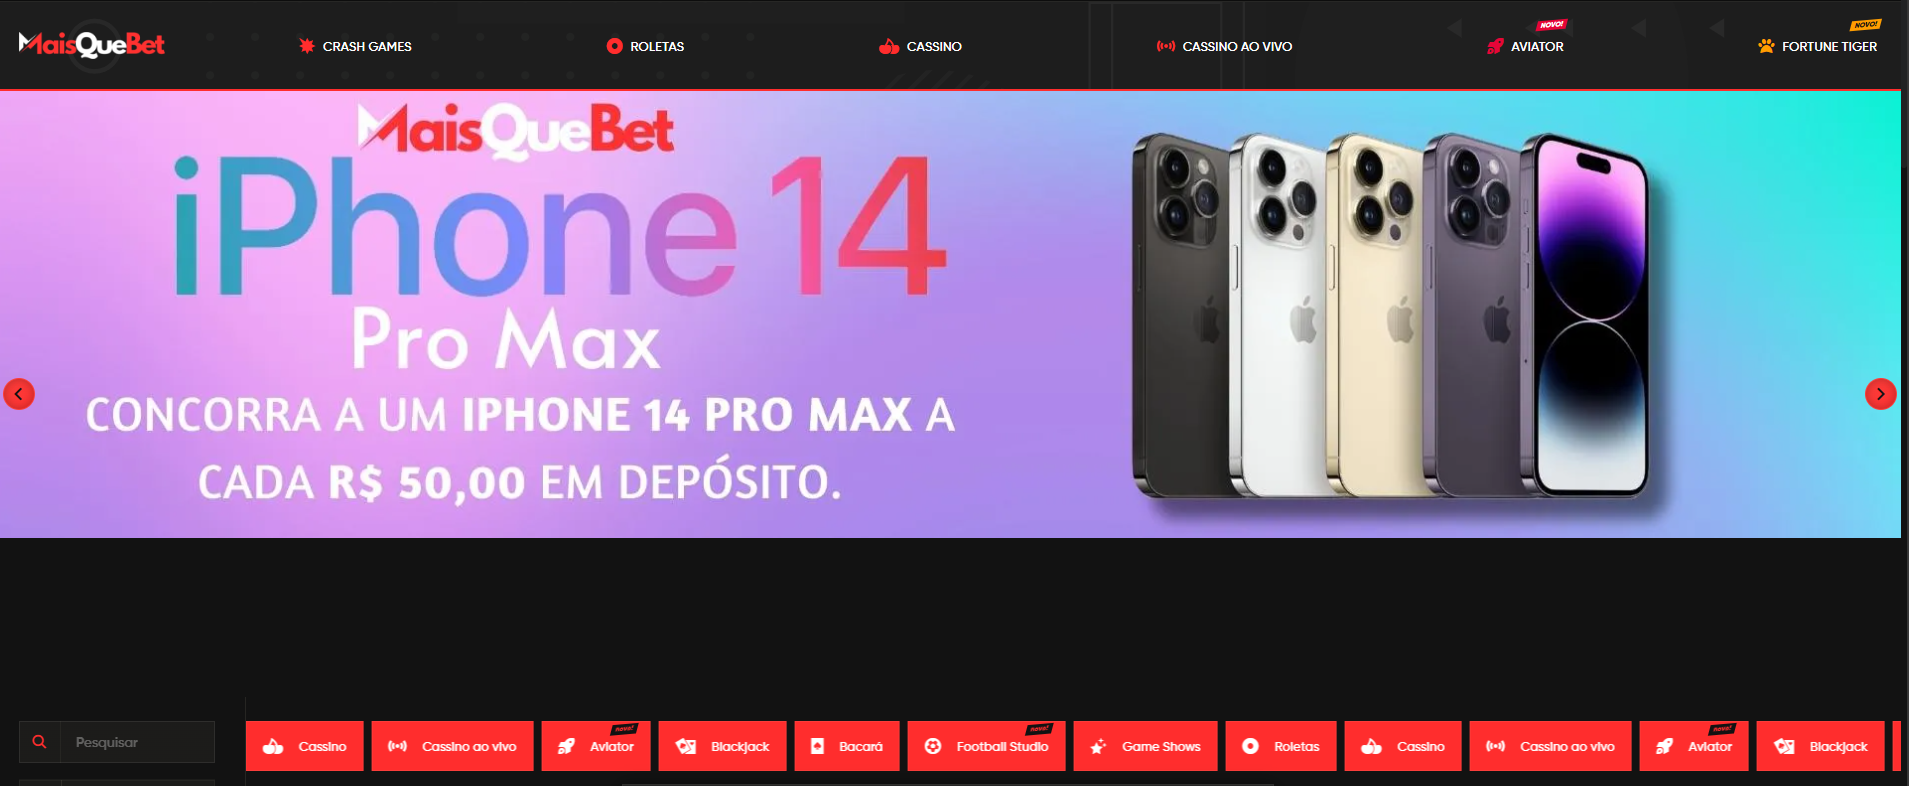 MaisQueBet
CRASH GAMES
ROLETAS
CASSINO
CASSINO AO VIVO
NOVO!
AVIATOR
NOVO!
FORTUNE TIGER
MaisQueBet
iPhone 14
Pro Max
CONCORRA A UM IPHONE 14 PRO MAX A
CADA R$ 50,00 EM DEPÓSITO.
Pesquisar
Cassino
Cassino ao vivo
novo!
Aviator
Blackjack
Bacará
novo!
Football Studio
Game Shows
Roletas
Cassino
Cassino ao vivo
novo!
Aviator
Blackjack